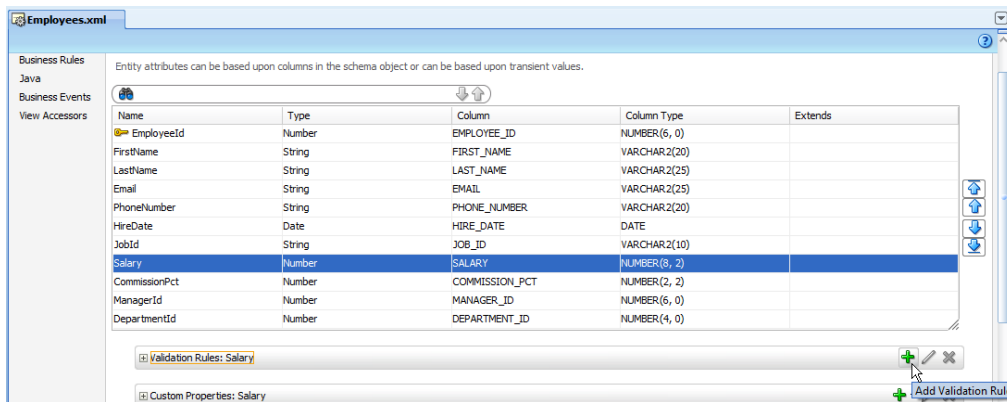 Employees.xml
Business Rules
Java
Business Events
View Accessors
Entity attributes can be based upon columns in the schema object or can be based upon transient values.
Name Type Column Column Type Extends
EmployeeId Number EMPLOYEE_ID NUMBER(6, 0)
FirstName String FIRST_NAME VARCHAR2(20)
LastName String LAST_NAME VARCHAR2(25)
Email String EMAIL VARCHAR2(25)
PhoneNumber String PHONE_NUMBER VARCHAR2(20)
HireDate Date HIRE_DATE DATE
JobId String JOB_ID VARCHAR2(10)
Salary Number SALARY NUMBER(8, 2)
CommissionPct Number COMMISSION_PCT NUMBER(2, 2)
ManagerId Number MANAGER_ID NUMBER(6, 0)
DepartmentId Number DEPARTMENT_ID NUMBER(4, 0)
Validation Rules: Salary
Custom Properties: Salary
Add Validation Rul